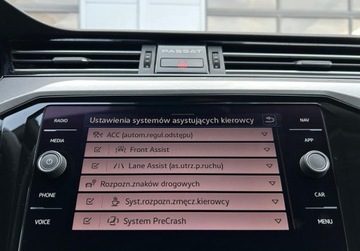 PASSAT
Ustawienia systemów asystujących kierowcy
RADIO
NAV
ACC (autom.regul.odstępu)
MEDIA
APP
Front Assist
Lane Assist (as.utrz.p.ruchu)
Rozpozn.znaków drogowych
PHONE
CAR
Syst.rozpozn.zmęcz.kierowcy
VOICE
MENU
System PreCrash